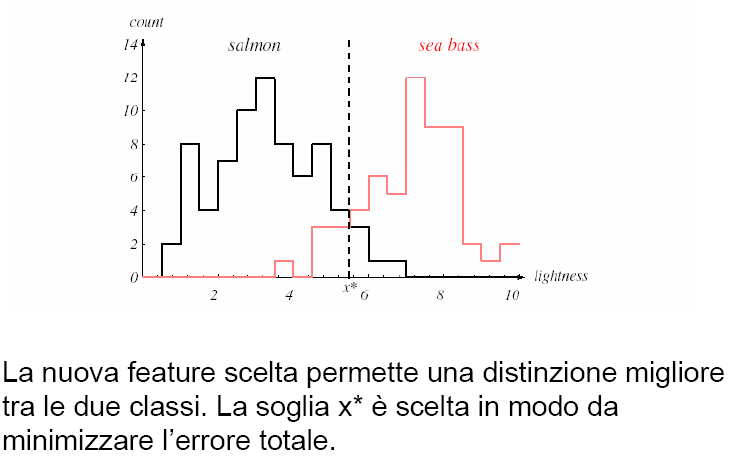 count
14
salmon
sea bass
12
10
8
6
4
2
0
lightness
2
4
x*
6
8
10
La nuova feature scelta permette una distinzione migliore
tra le due classi. La soglia x* è scelta in modo da
minimizzare l’errore totale.